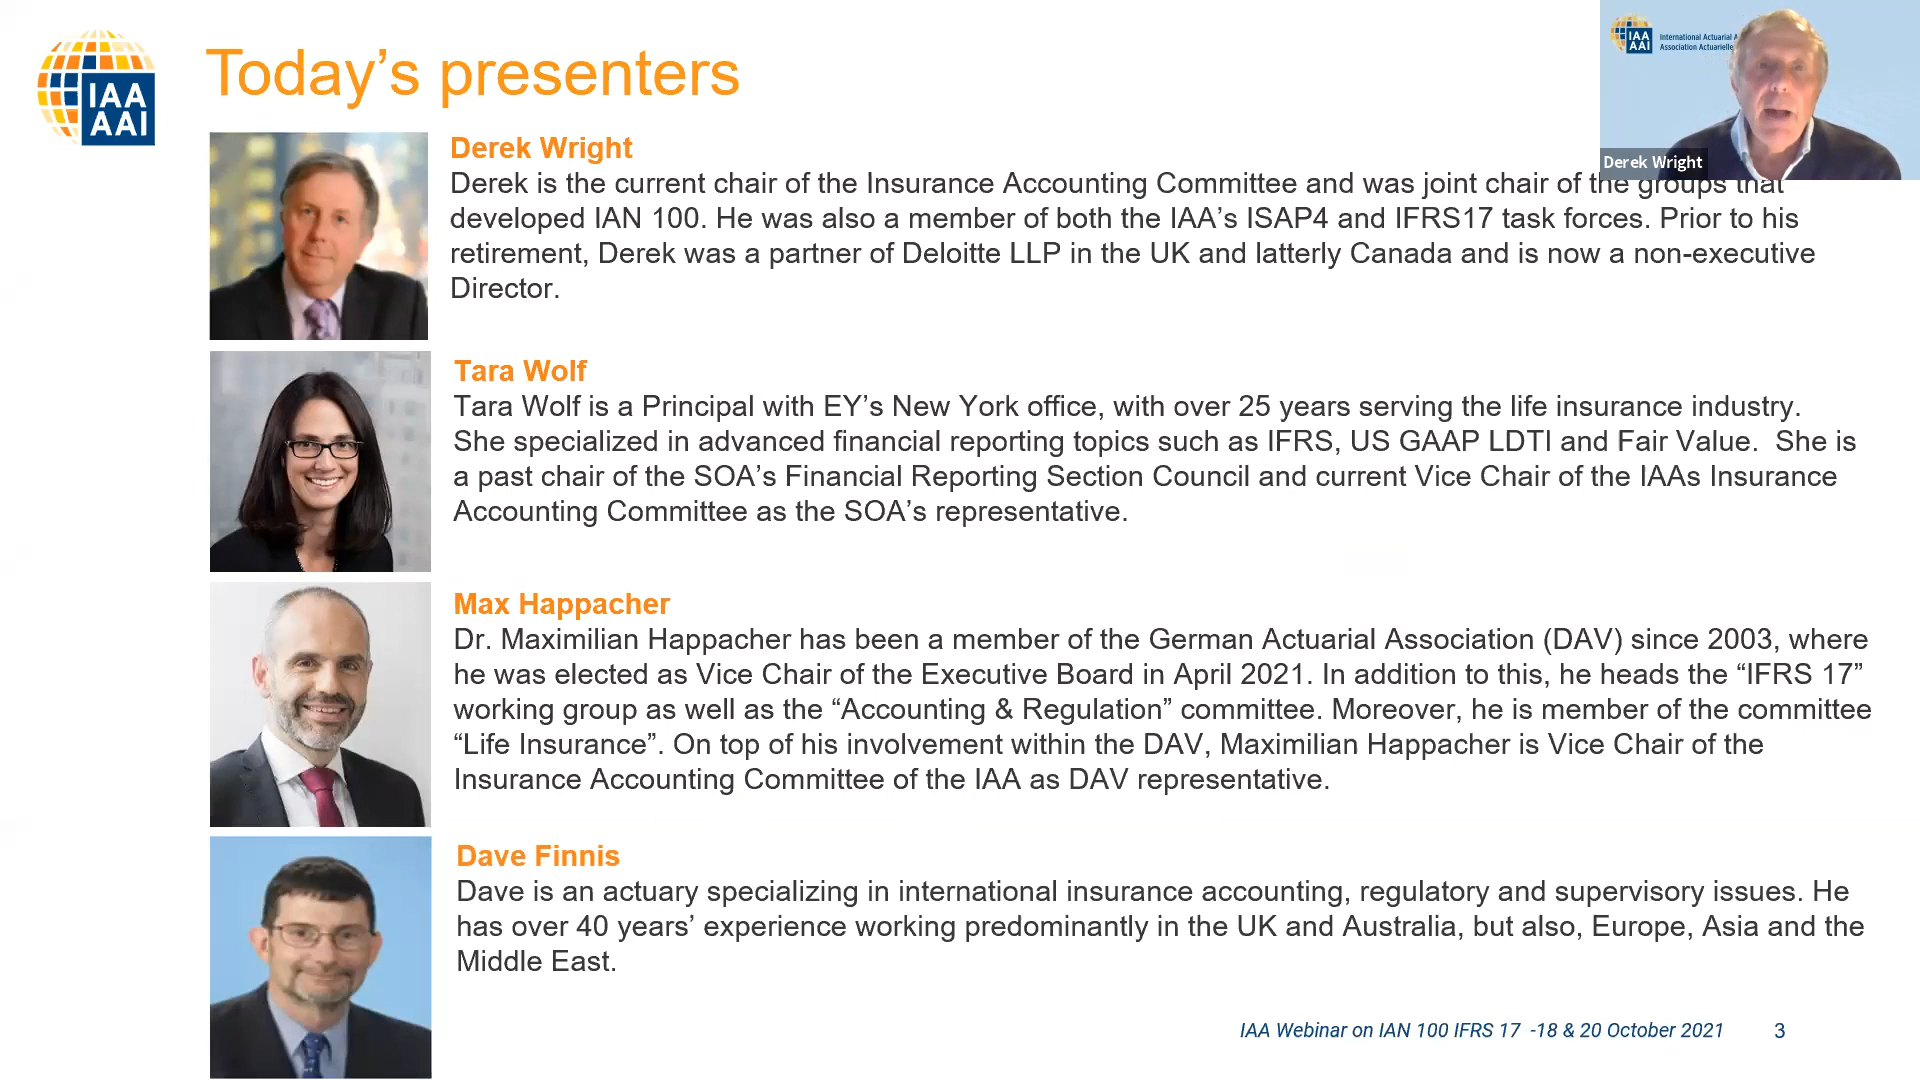 IAA
AAI
Today’s presenters
IAA
AAI
International Actuarial A
Association Actuarielle
Derek Wright
Derek Wright
Derek is the current chair of the Insurance Accounting Committee and was joint chair of the groups that
developed IAN 100. He was also a member of both the IAA’s ISAP4 and IFRS17 task forces. Prior to his
retirement, Derek was a partner of Deloitte LLP in the UK and latterly Canada and is now a non-executive
Director.
Tara Wolf
Tara Wolf is a Principal with EY’s New York office, with over 25 years serving the life insurance industry.
She specialized in advanced financial reporting topics such as IFRS, US GAAP LDTI and Fair Value.  She is
a past chair of the SOA’s Financial Reporting Section Council and current Vice Chair of the IAAs Insurance
Accounting Committee as the SOA’s representative.
Max Happacher
Dr. Maximilian Happacher has been a member of the German Actuarial Association (DAV) since 2003, where
he was elected as Vice Chair of the Executive Board in April 2021. In addition to this, he heads the “IFRS 17”
working group as well as the “Accounting & Regulation” committee. Moreover, he is member of the committee
“Life Insurance”. On top of his involvement within the DAV, Maximilian Happacher is Vice Chair of the
Insurance Accounting Committee of the IAA as DAV representative.
Dave Finnis
Dave is an actuary specializing in international insurance accounting, regulatory and supervisory issues. He
has over 40 years’ experience working predominantly in the UK and Australia, but also, Europe, Asia and the
Middle East.
IAA Webinar on IAN 100 IFRS 17  -18 & 20 October 2021
3